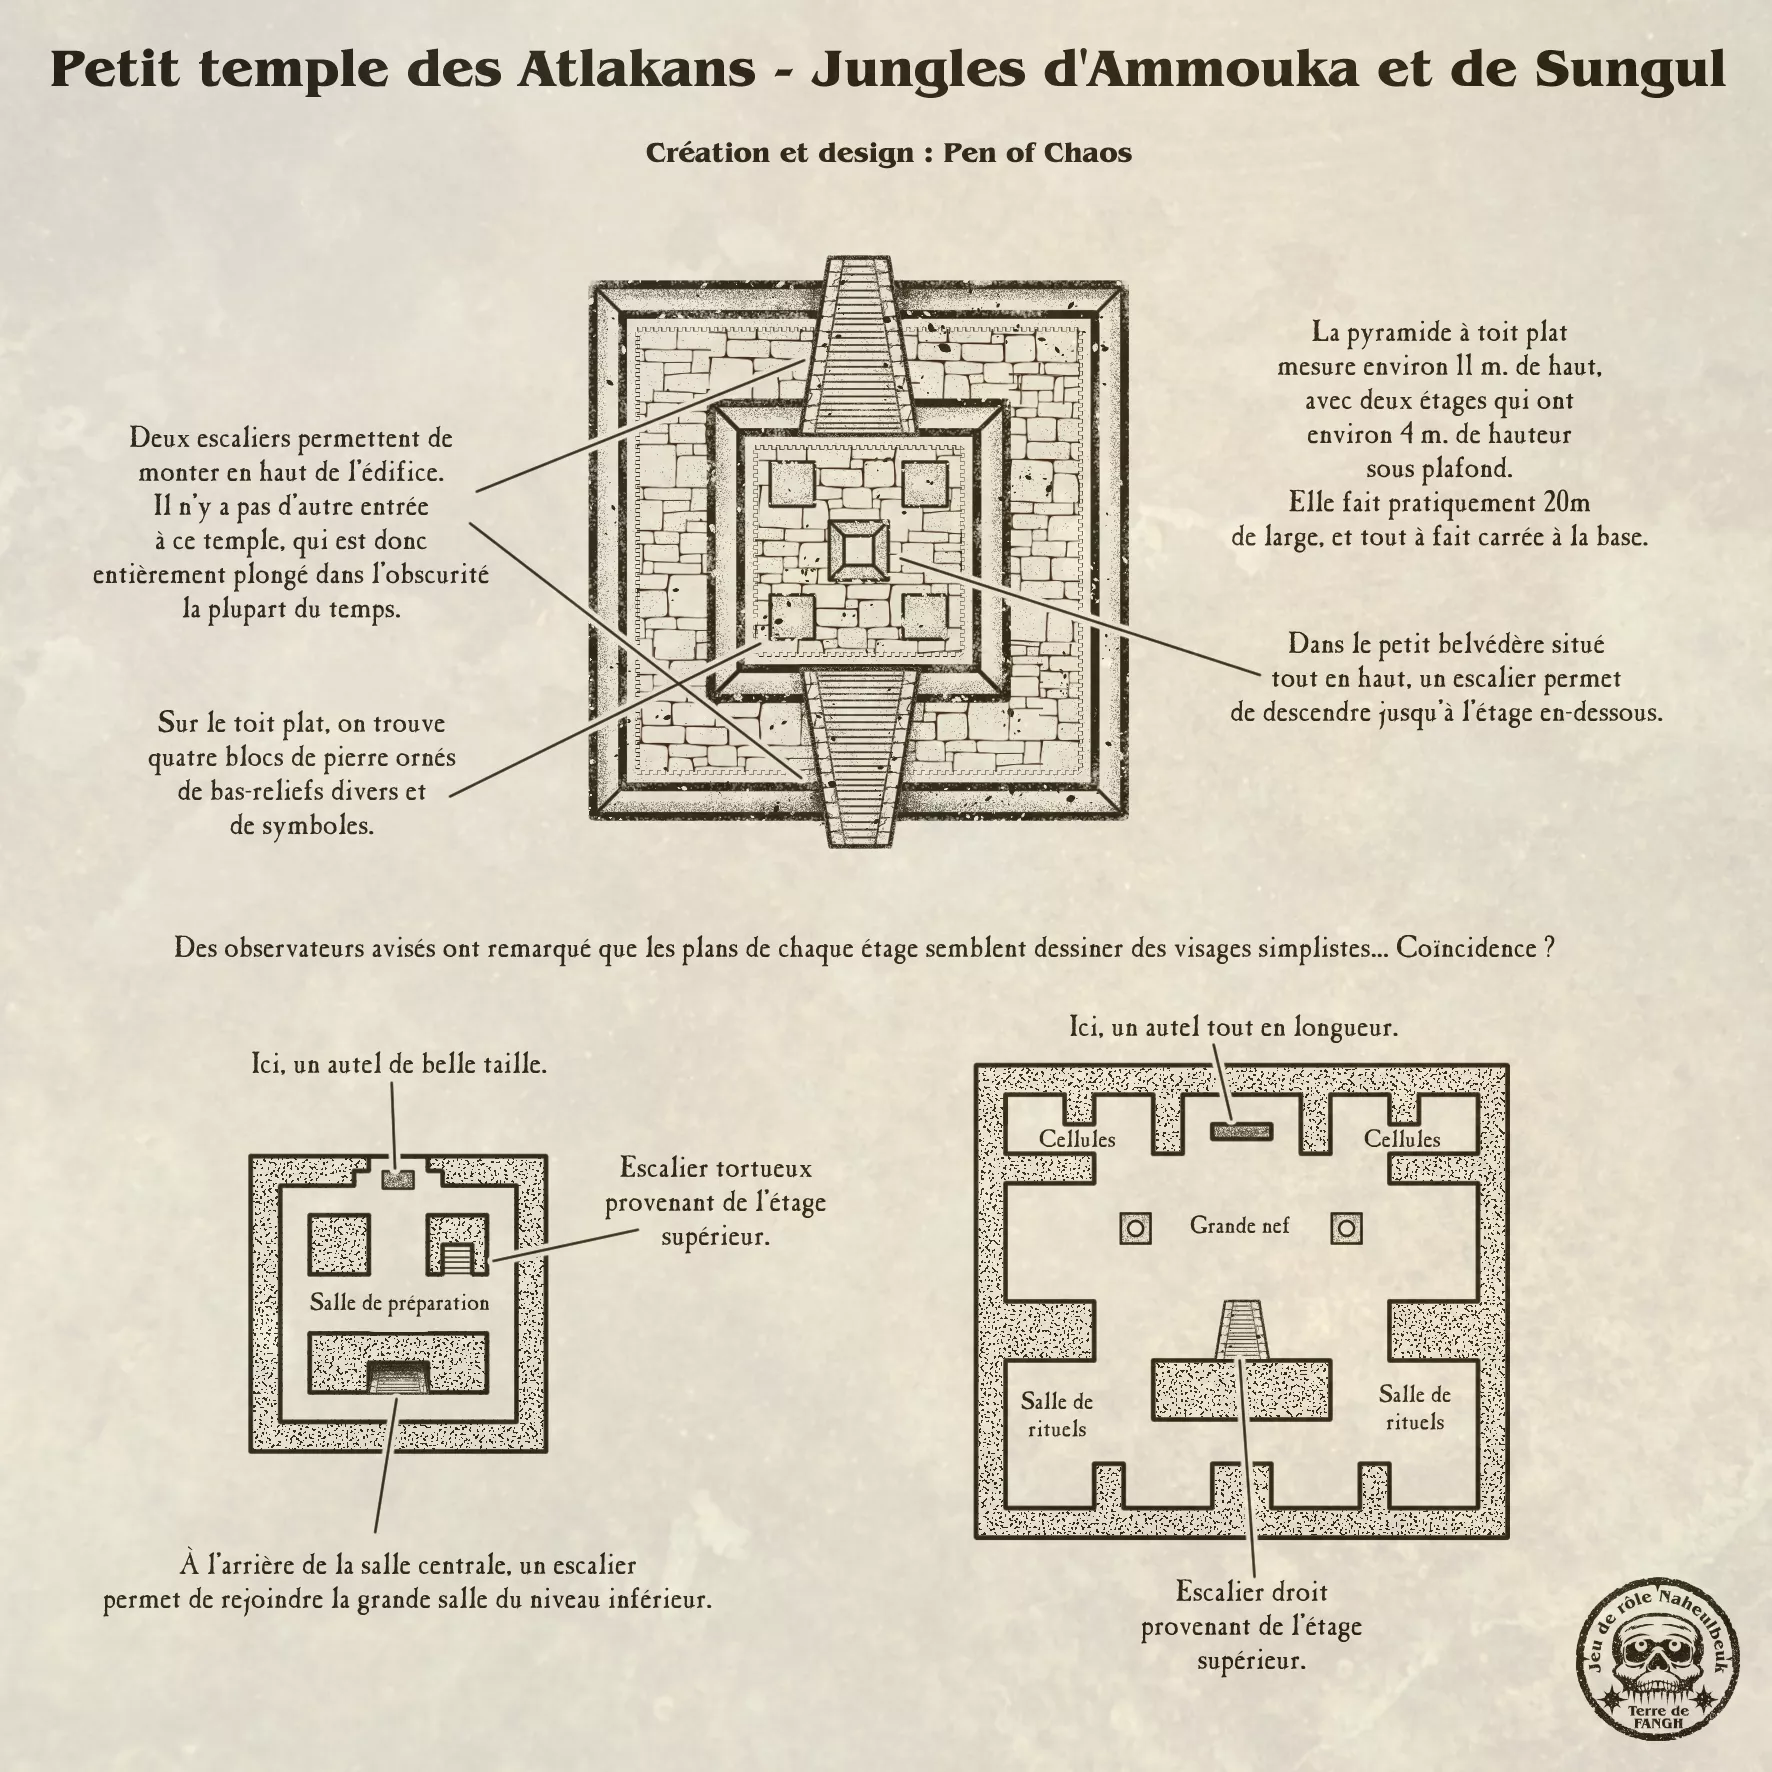 Petit temple des Atlakans - Jungles d'Ammouka et de Sungul
Création et design : Pen of Chaos
La pyramide à toit plat
mesure environ 11 m. de haut,
avec deux étages qui ont
environ 4 m. de hauteur
sous plafond.
Elle fait pratiquement 20m
de large, et tout à fait carrée à la base.
Deux escaliers permettent de
monter en haut de l'édifice.
Il n'y a pas d'autre entrée
à ce temple, qui est donc
entièrement plongé dans l'obscurité
la plupart du temps.
Dans le petit belvédère situé
tout en haut, un escalier permet
de descendre jusqu'à l'étage en-dessous.
Sur le toit plat, on trouve
quatre blocs de pierre ornés
de bas-reliefs divers et
de symboles.
Des observateurs avisés ont remarqué que les plans de chaque étage semblent dessiner des visages simplistes... Coïncidence ?
Ici, un autel de belle taille.
Escalier tortueux
provenant de l'étage
supérieur.
Salle de préparation
À l'arrière de la salle centrale, un escalier
permet de rejoindre la grande salle du niveau inférieur.
Ici, un autel tout en longueur.
Cellules
Cellules
Grande nef
Salle de
rituels
Salle de
rituels
Escalier droit
provenant de l'étage
supérieur.
Jeu de rôle Naheulbeuk
Terre de
FANGH